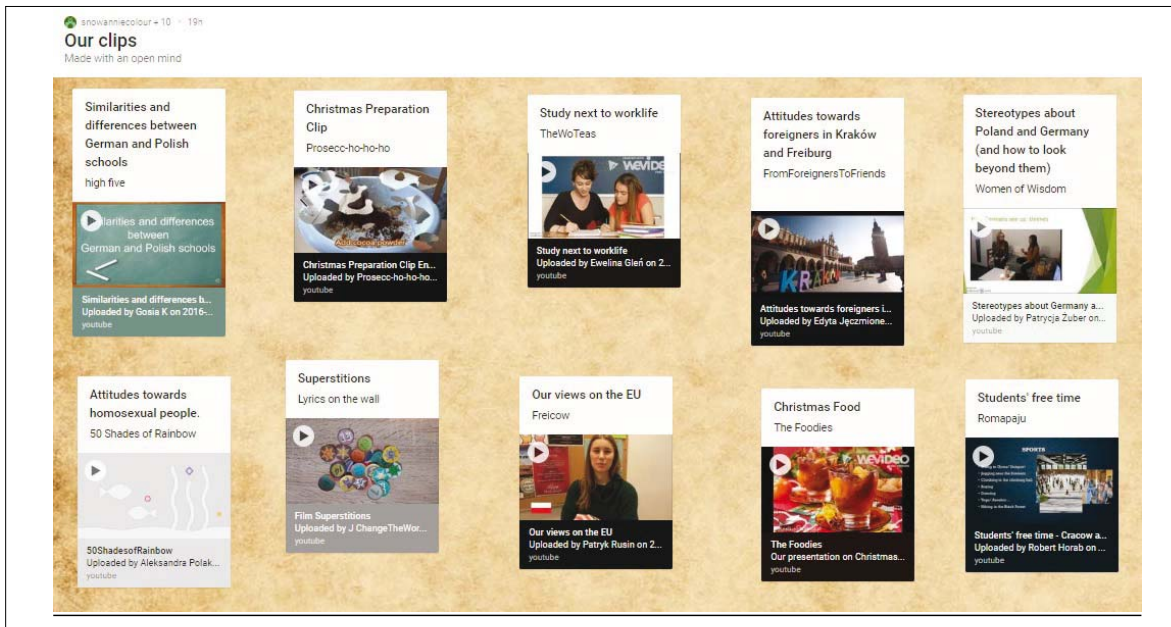 snowanniecolour + 10 · 19n
Our clips
Made with an open mind
Similarities and
differences between
German and Polish
schools
high five
Similarities and differences
between
German and Polish schools
Similarities and differences b...
Uploaded by Gosia K on 2016-...
youtube
Christmas Preparation
Clip
Prosecc-ho-ho-ho
Add cocoa powder
Christmas Preparation Clip En...
Uploaded by Prosecc-ho-ho-ho...
youtube
Study next to worklife
TheWoTeas
WEVIDEO
Study next to worklife
Uploaded by Ewelina Gleń on 2...
youtube
Attitudes towards
foreigners in Kraków
and Freiburg
FromForeignersToFriends
KRAKÓW
Attitudes towards foreigners i...
Uploaded by Edyta Jęczmione...
youtube
Stereotypes about
Poland and Germany
(and how to look
beyond them)
Women of Wisdom
Stereotypes about Germany a...
Uploaded by Patrycja Żuber on...
youtube
Attitudes towards
homosexual people.
50 Shades of Rainbow
50ShadesofRainbow
Uploaded by Aleksandra Polak...
youtube
Superstitions
Lyrics on the wall
Film Superstitions
Uploaded by J ChangeTheWor...
youtube
Our views on the EU
Freicow
Our views on the EU
Uploaded by Patryk Rusin on 2...
youtube
Christmas Food
The Foodies
WEVIDEO
The Foodies
Our presentation on Christmas...
youtube
Students' free time
Romapaju
SPORTS
Students' free time - Cracow a...
Uploaded by Robert Horab on ...
youtube